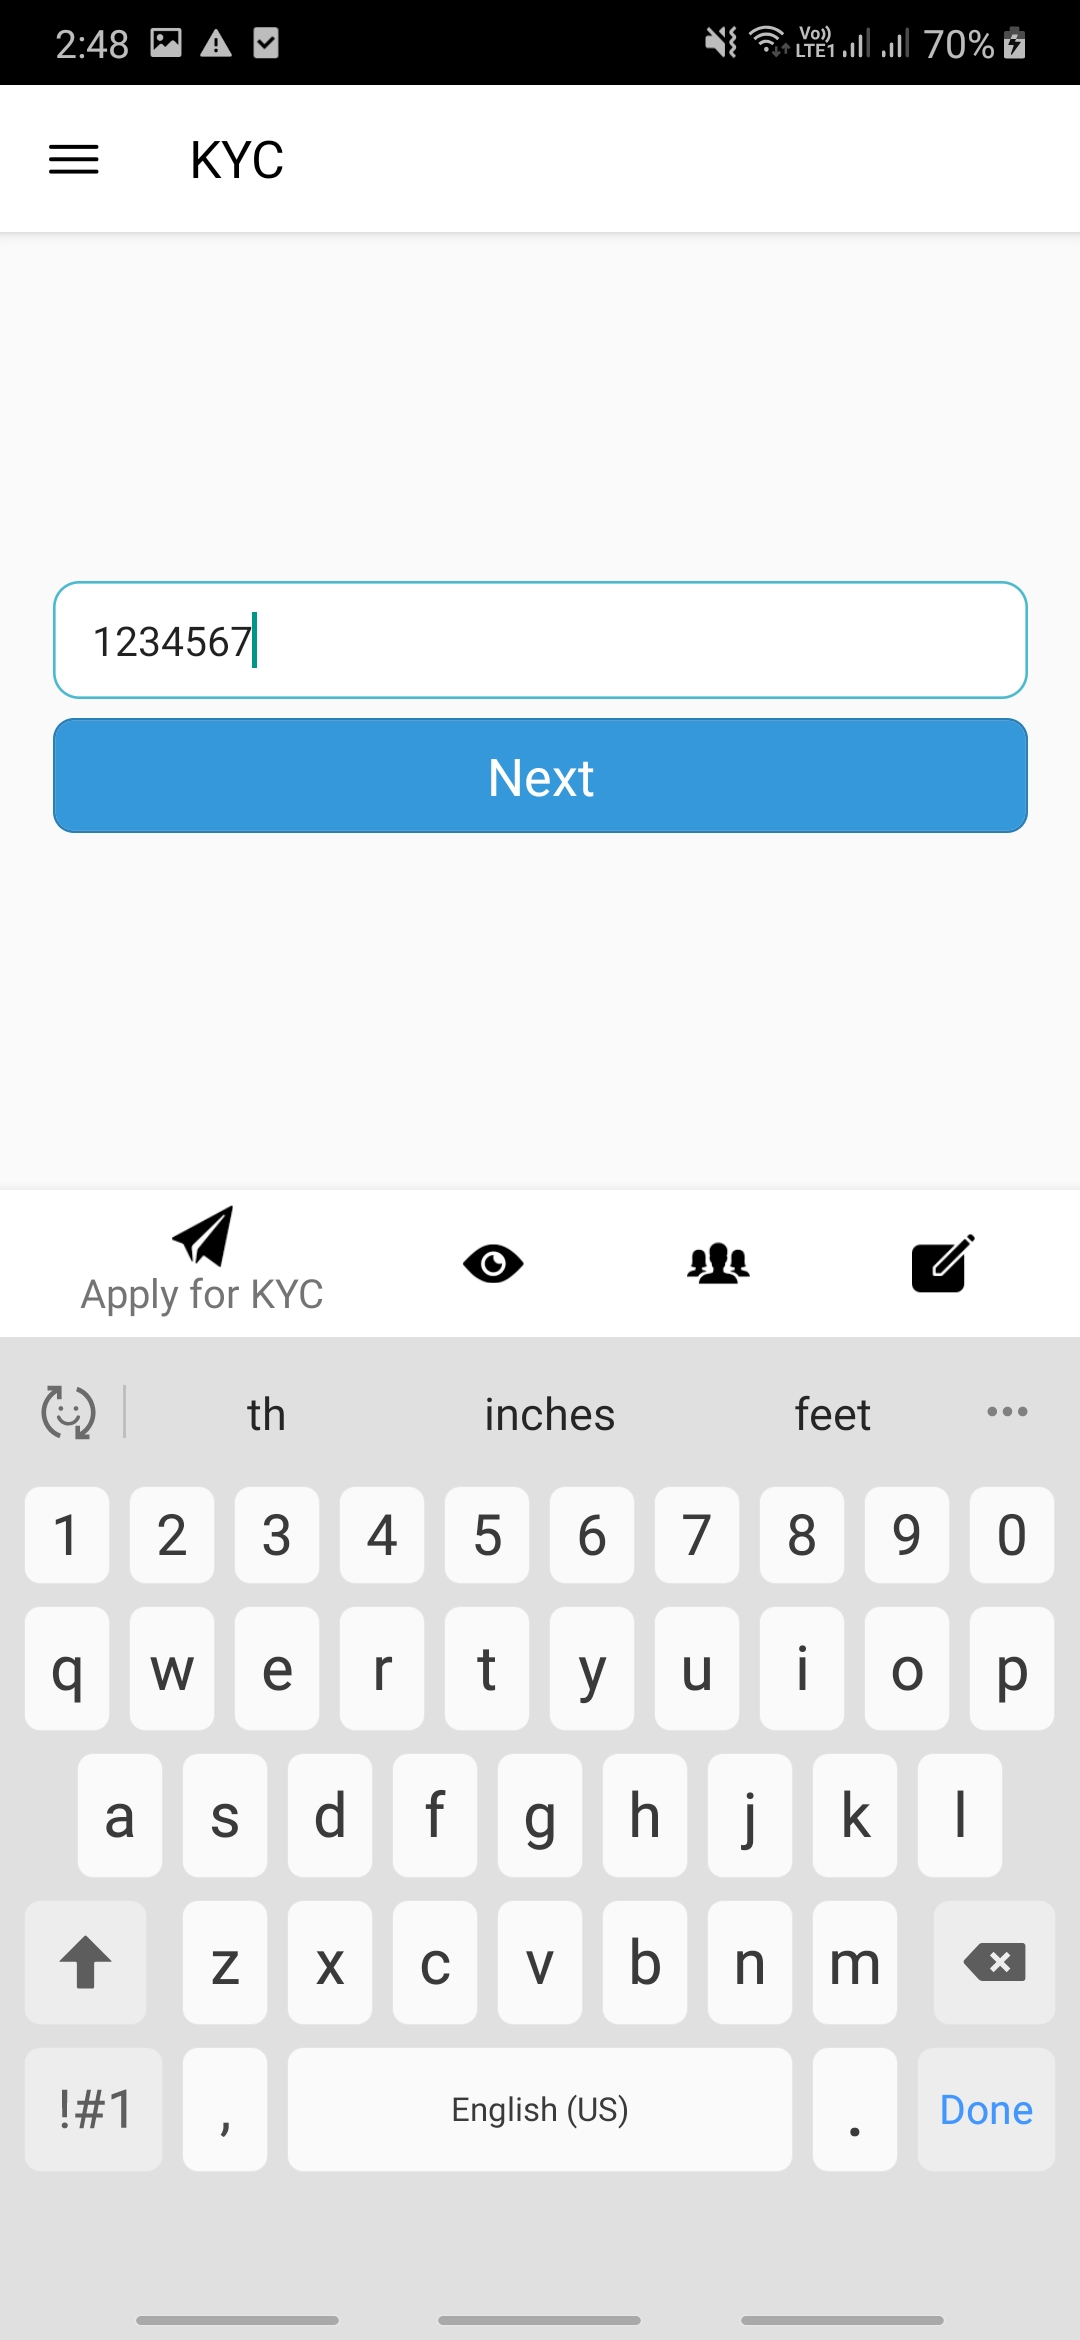 2:48 Vo)) LTE1 70%
KYC
1234567
Next
Apply for KYC
th inches feet
1 2 3 4 5 6 7 8 9 0
q w e r t y u i o p
a s d f g h j k l
z x c v b n m
!#1 , English (US) . Done